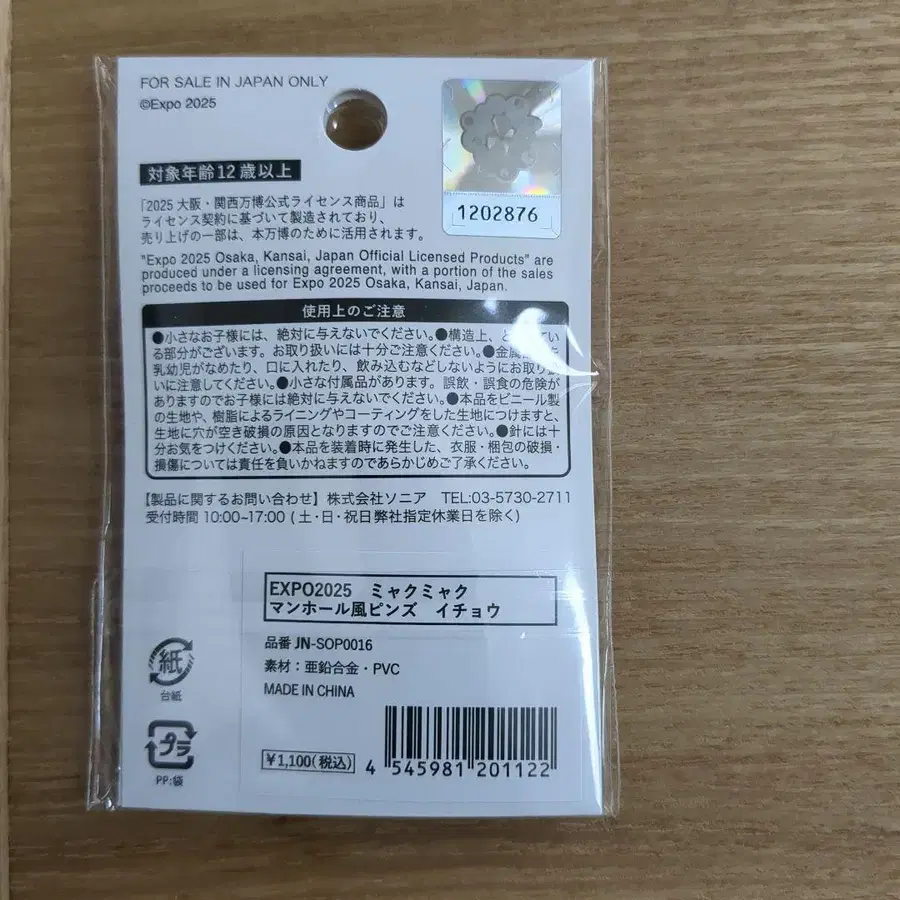 FOR SALE IN JAPAN ONLY
©Expo 2025
1202876
対象年齢12歳以上
「2025 大阪・関西万博公式ライセンス商品」は
ライセンス契約に基づいて製造されており、
売り上げの一部は、本万博のために活用されます。
"Expo 2025 Osaka, Kansai, Japan Official Licensed Products" are
produced under a licensing agreement, with a portion of the sales
proceeds to be used for Expo 2025 Osaka, Kansai, Japan.
使用上のご注意
●小さなお子様には、絶対に与えないでください。●構造上、
る部分がございます。お取り扱いには十分ご注意ください。●金属
乳幼児がなめたり、口に入れたり、飲み込むなどしないようにお取り扱
いに注意してください。●小さな付属品があります。誤飲・誤食の危険が
ありますのでお子様には絶対に与えないでください。●本品をビニール製
の生地や、樹脂によるライニングやコーティングをした生地につけますと、
生地に穴が空き破損の原因となりますのでご注意ください。●針には十
分お気をつけください。●本品を装着時に発生した、衣服・梱包の破損・
損傷については責任を負いかねますのであらかじめご了承ください。
【製品に関するお問い合わせ】株式会社ソニア TEL:03-5730-2711
受付時間 10:00~17:00 (土・日・祝日弊社指定休業日を除く)
EXPO2025 ミャクミャク
マンホール風ピンズ イチョウ
品番 JN-SOP0016
素材：亜鉛合金・PVC
MADE IN CHINA
紙
台紙
プラ
PP:袋
¥1,100(税込)
4 545981 201122